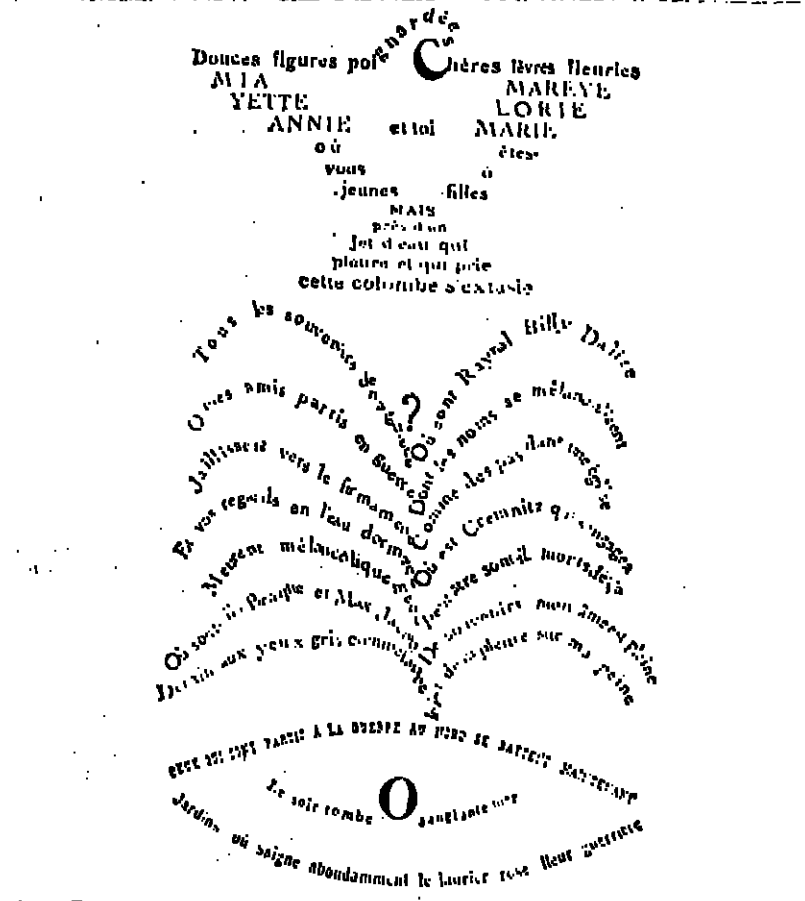 Douces figures poignardées Chères lèvres fleuries
MIA MAREYE
YETTE LORIE
ANNIE et toi MARIE
où êtes-
vous ô
jeunes filles
MAIS
près d'un
jet d'eau qui
pleure et qui prie
cette colombe s'extasie
Tous les souvenirs de naguère
O mes amis partis en guerre
Jaillissent vers le firmament
Et vos regards en l'eau dormant
Meurent mélancoliquement
Où sont-ils Braque et Max Jacob
Derain aux yeux gris comme l'aube
?
Où sont Raynal Billy Dalize
Dont les noms se mélancolisent
Comme des pas dans une église
Où est Cremnitz qui s'engagea
Peut-être sont-ils morts déjà
De souvenirs mon âme est pleine
Le jet d'eau pleure sur ma peine
CEUX QUI SONT PARTIS A LA GUERRE AU NORD SE BATTENT MAINTENANT
Le soir tombe O sanglante mer
Jardins où saigne abondamment le laurier rose fleur guerrière